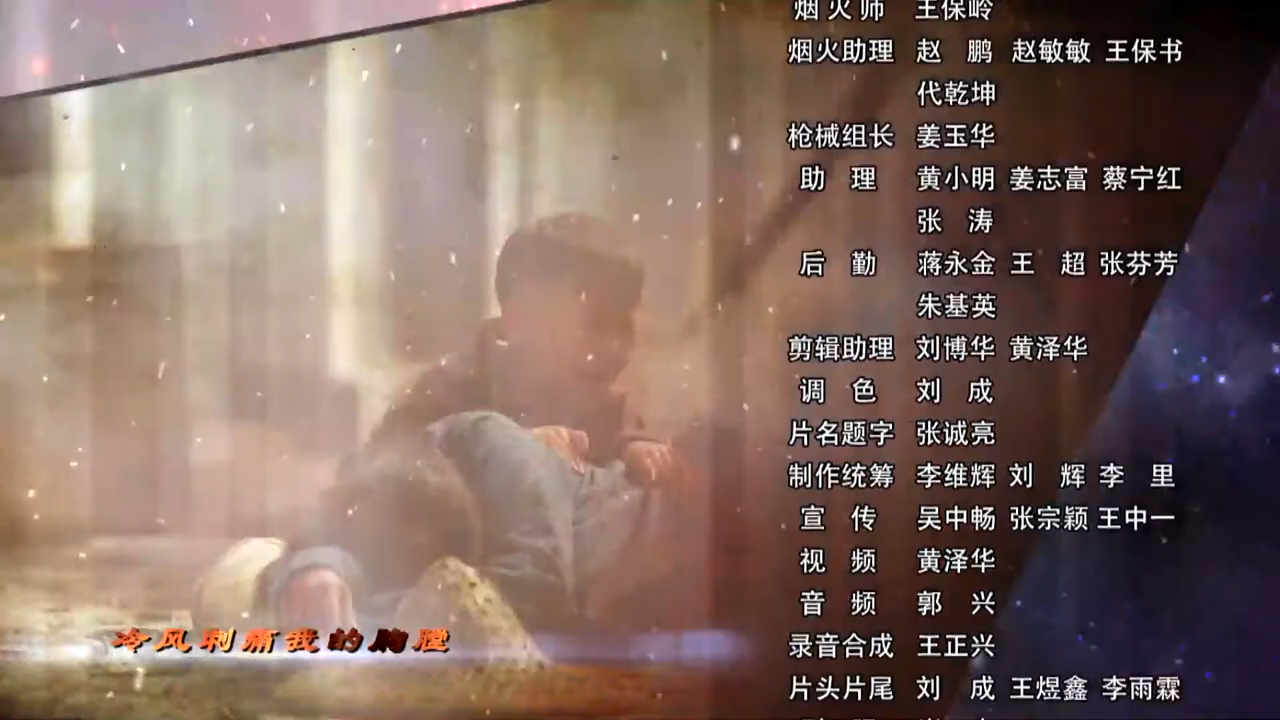 烟火师 王保岭
烟火助理 赵鹏 赵敏敏 王保书
代乾坤
枪械组长 姜玉华
助理 黄小明 姜志富 蔡宁红
张涛
后勤 蒋永金 王超 张芬芳
朱基英
剪辑助理 刘博华 黄泽华
调色 刘成
片名题字 张诚亮
制作统筹 李维辉 刘辉 李里
宣传 吴中畅 张宗颖 王中一
视频 黄泽华
音频 郭兴
录音合成 王正兴
片头片尾 刘成 王煜鑫 李雨霖
冷风刺痛我的胸膛